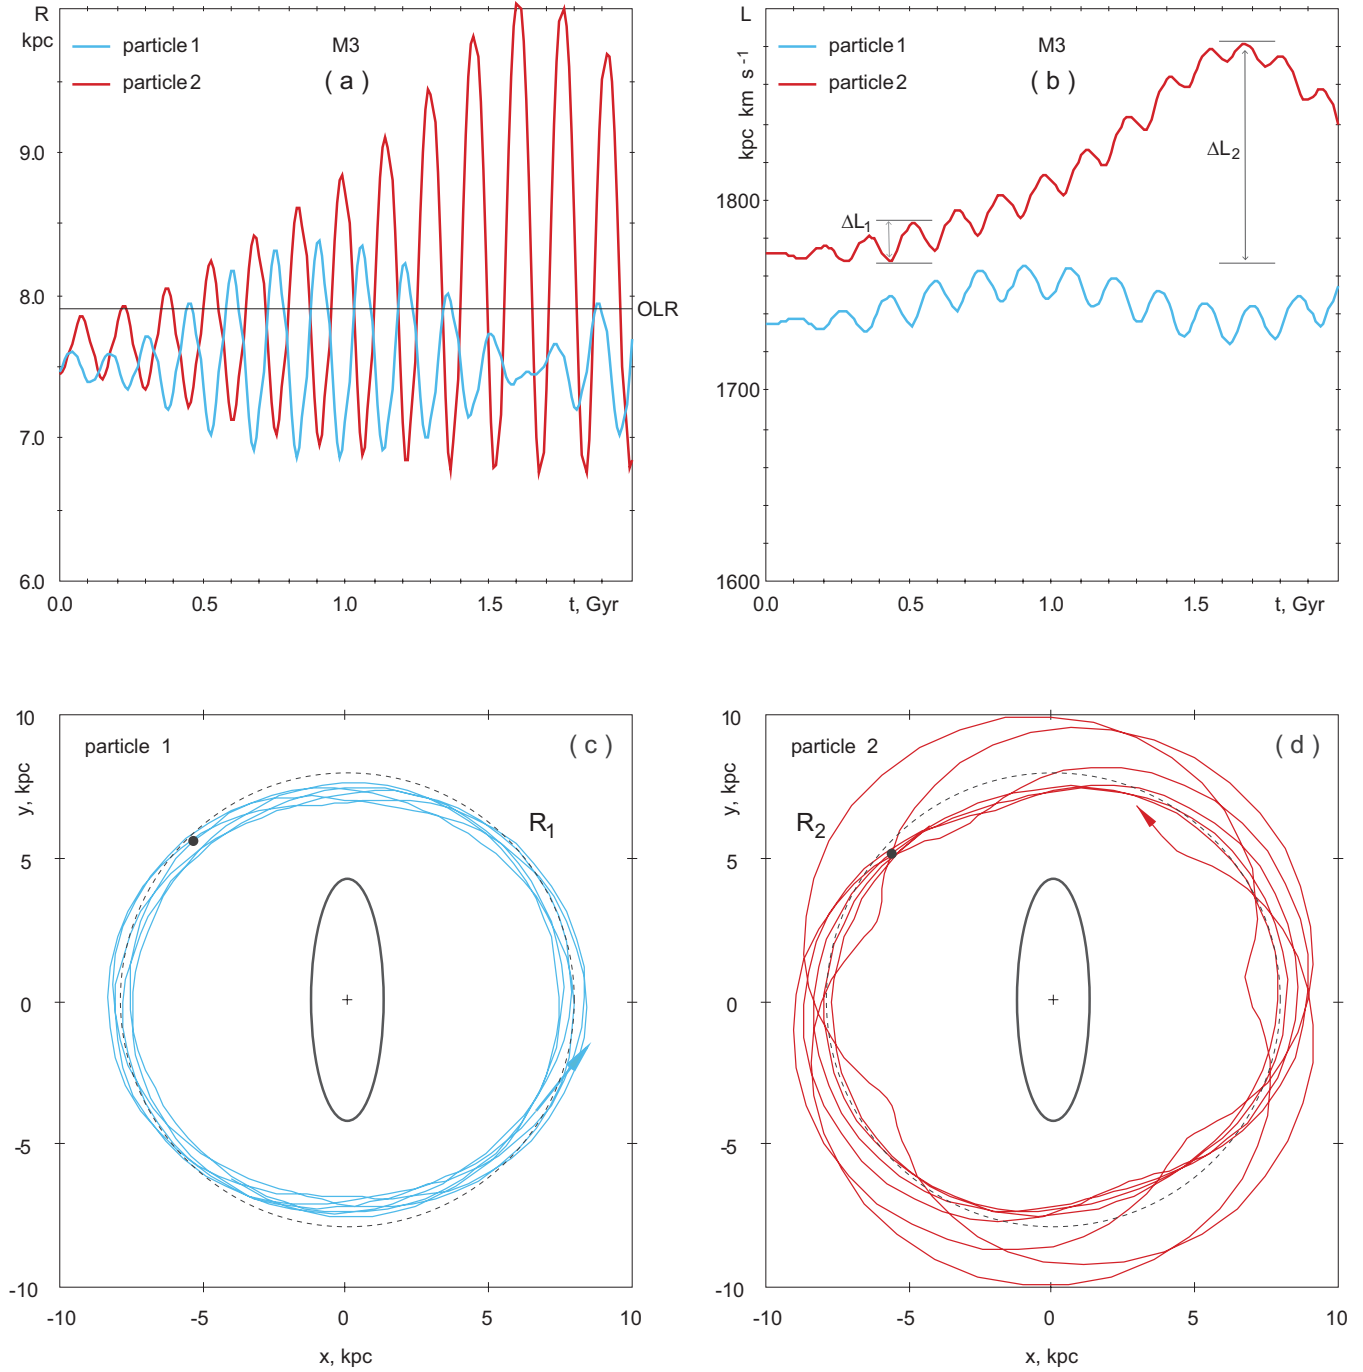 R
kpc
particle 1
M3
particle 2
( a )
9.0
8.0
OLR
7.0
6.0
0.0
0.5
1.0
1.5
t, Gyr
L
kpc km s⁻¹
particle 1
M3
particle 2
( b )
ΔL₂
1800
ΔL₁
1700
1600
0.0
0.5
1.0
1.5
t, Gyr
10
y, kpc
particle 1
( c )
R₁
5
0
-5
-10
-10
-5
0
5
10
x, kpc
10
y, kpc
particle 2
( d )
R₂
5
0
-5
-10
-10
-5
0
5
10
x, kpc